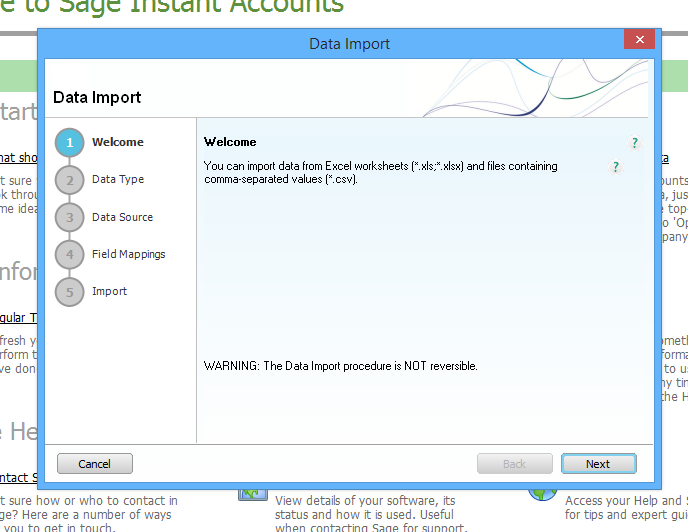 e to Sage Instant Accounts
Data Import
Data Import
1 Welcome
2 Data Type
3 Data Source
4 Field Mappings
5 Import
Welcome
You can import data from Excel worksheets (*.xls;*.xlsx) and files containing
comma-separated values (*.csv).
?
?
WARNING: The Data Import procedure is NOT reversible.
Cancel
Back
Next
tart
hat sho
t sure
k throu
me idea
nfor
gular T
fresh y
rform t
ve don
e He
ntact S
t sure how or who to contact in
ge? Here are a number of ways
you to get in touch.
View details of your software, its
status and how it is used. Useful
when contacting Sage for support.
ta
ounts
a, jus
e top-
o 'Op
pany
ometh
forma
to us
ny tim
the H
Access your Help and S
for tips and expert guid